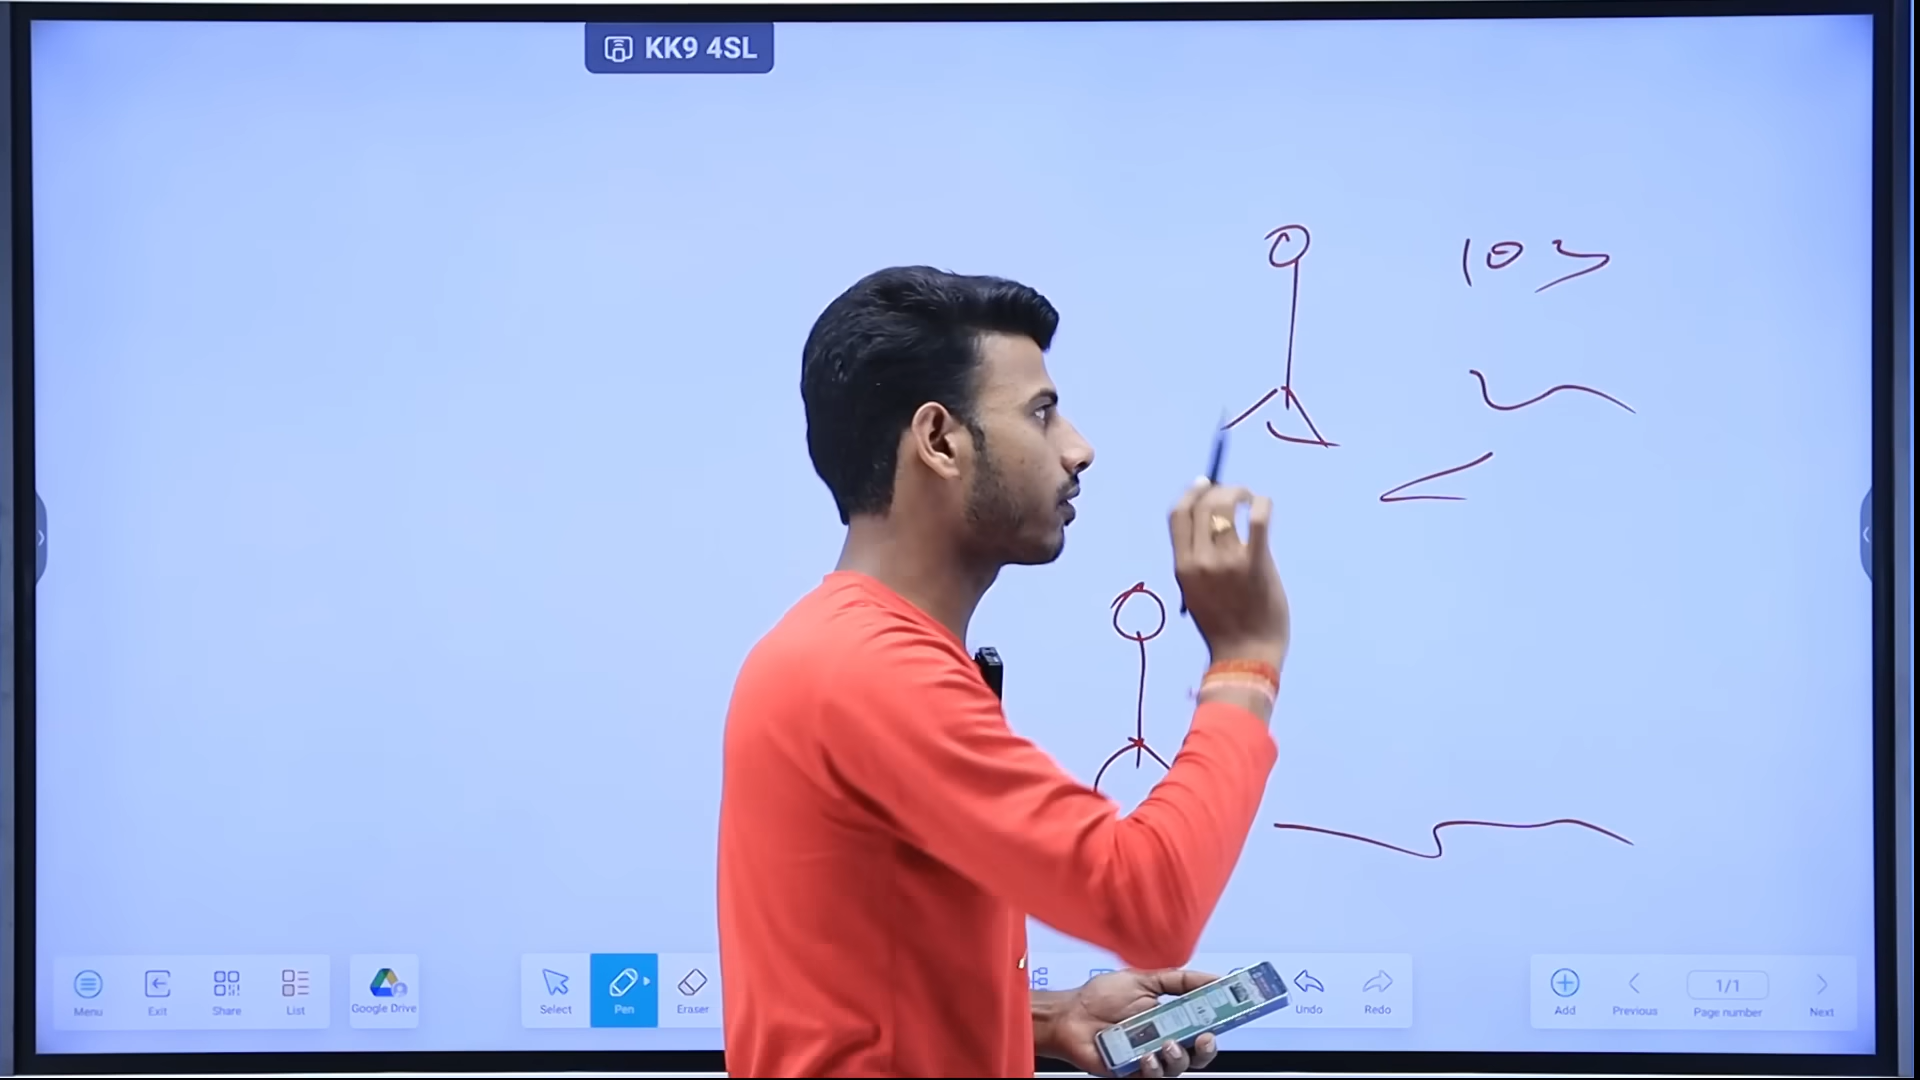 KK9 4SL
103
Menu
Exit
Share
List
Google Drive
Select
Pen
Eraser
Undo
Redo
Add
Previous
1/1
Page number
Next